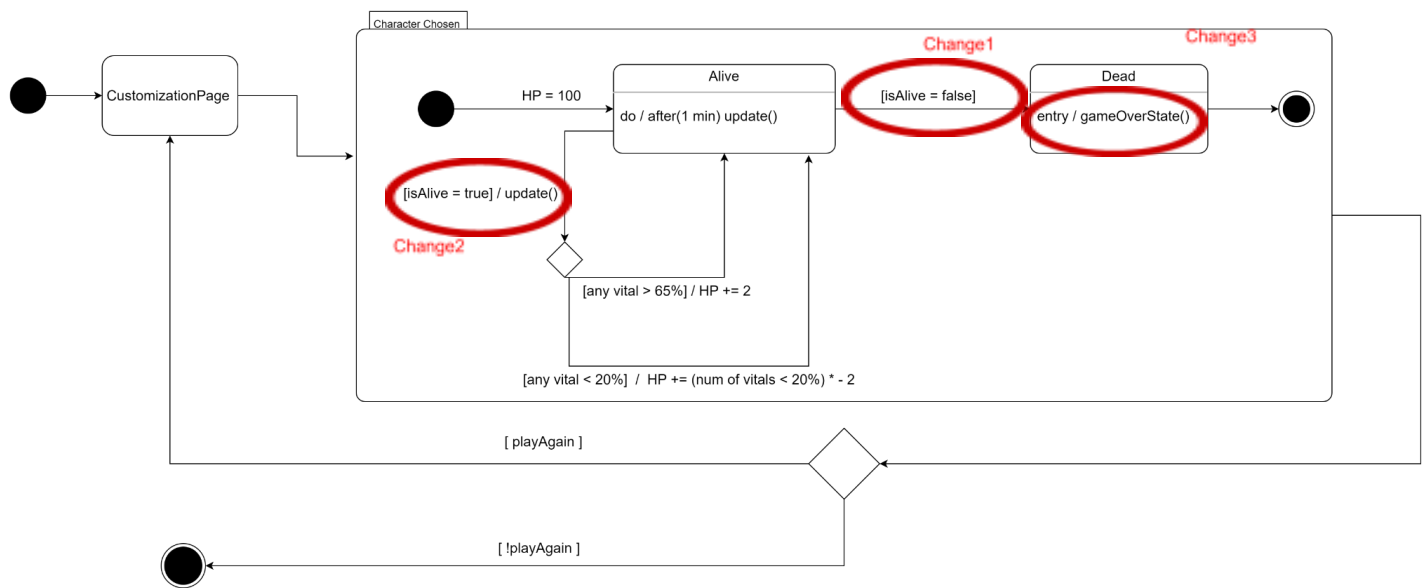 Character Chosen
Change3
Change1
CustomizationPage
Alive
Dead
HP = 100
[isAlive = false]
do / after(1 min) update()
entry / gameOverState()
[isAlive = true] / update()
Change2
[any vital > 65%] / HP += 2
[any vital < 20%]  /  HP += (num of vitals < 20%) * - 2
[ playAgain ]
[ !playAgain ]